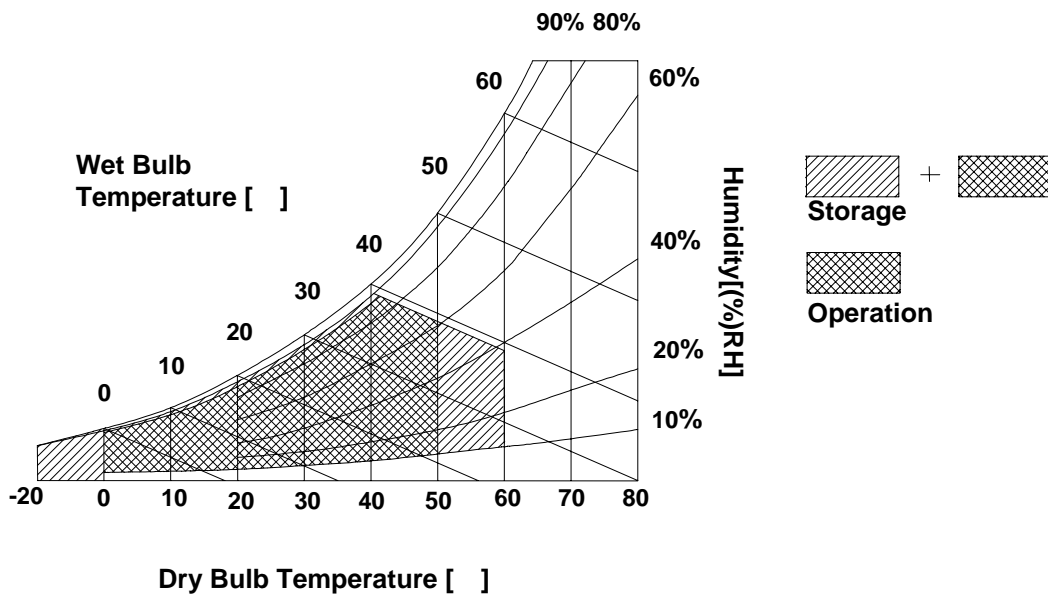 90% 80%
60
60%
Wet Bulb
Temperature [ ]
50
40
30
20
10
0
Humidity[(%)RH]
40%
20%
10%
-20 0 10 20 30 40 50 60 70 80
Dry Bulb Temperature [ ]
+
Storage
Operation